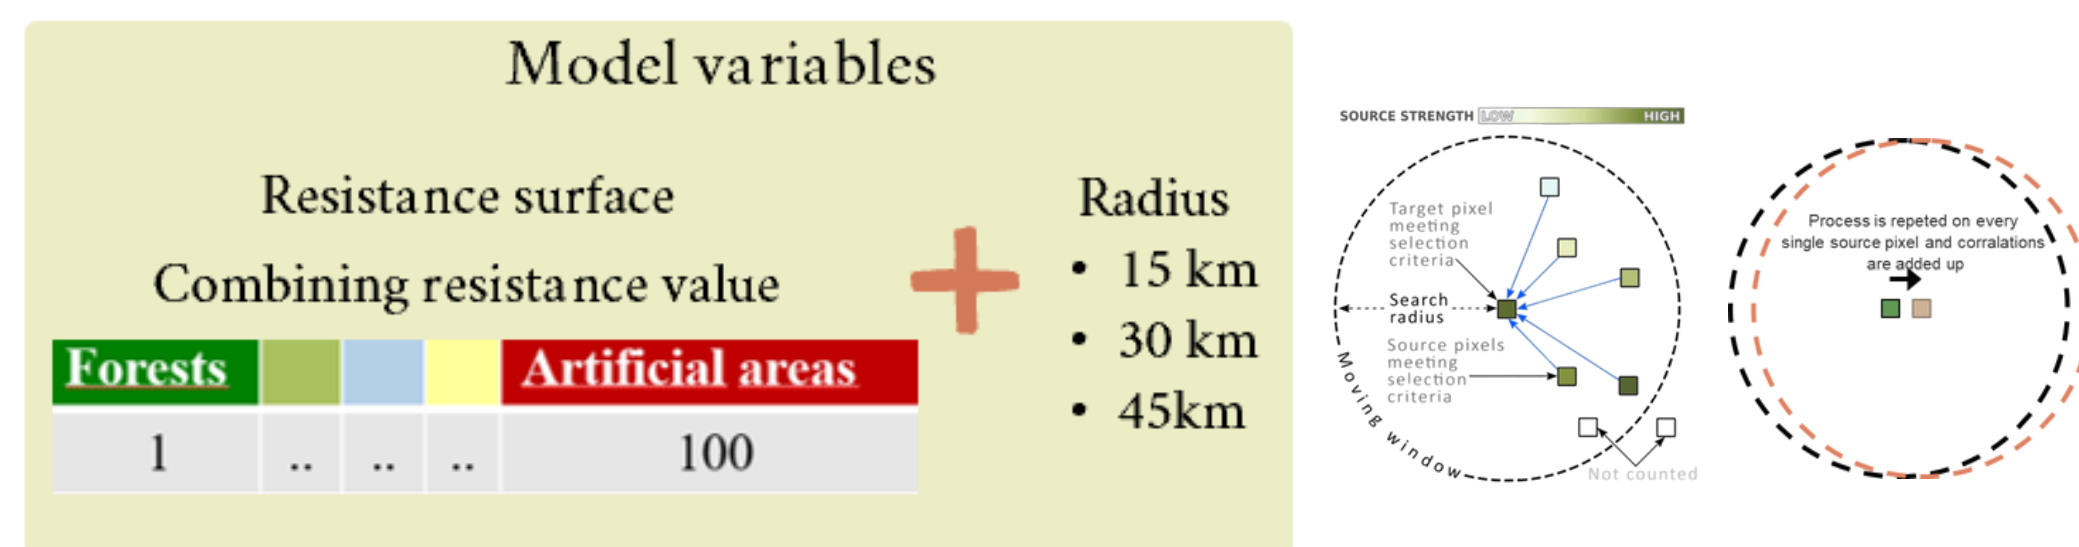 Model variables
Resistance surface
Combining resistance value
Forests
Artificial areas
1 .. .. .. 100
Radius
• 15 km
• 30 km
• 45km
SOURCE STRENGTH LOW HIGH
Target pixel
meeting
selection
criteria
Search
radius
Source pixels
meeting
selection
criteria
Moving window
Not counted
Process is repeted on every
single source pixel and corralations
are added up